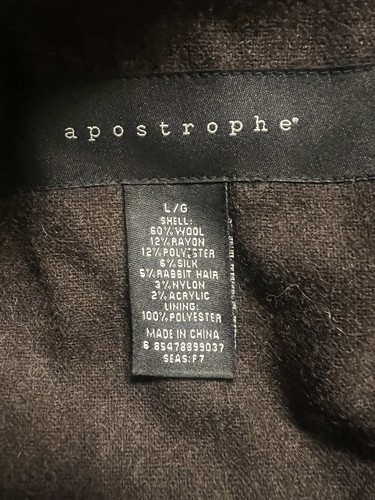 apostrophe®
L/G
SHELL:
60% WOOL
12% RAYON
12% POLYESTER
6% SILK
5% RABBIT HAIR
3% NYLON
2% ACRYLIC
LINING:
100% POLYESTER
MADE IN CHINA
6 85478899037
SEAS: F7